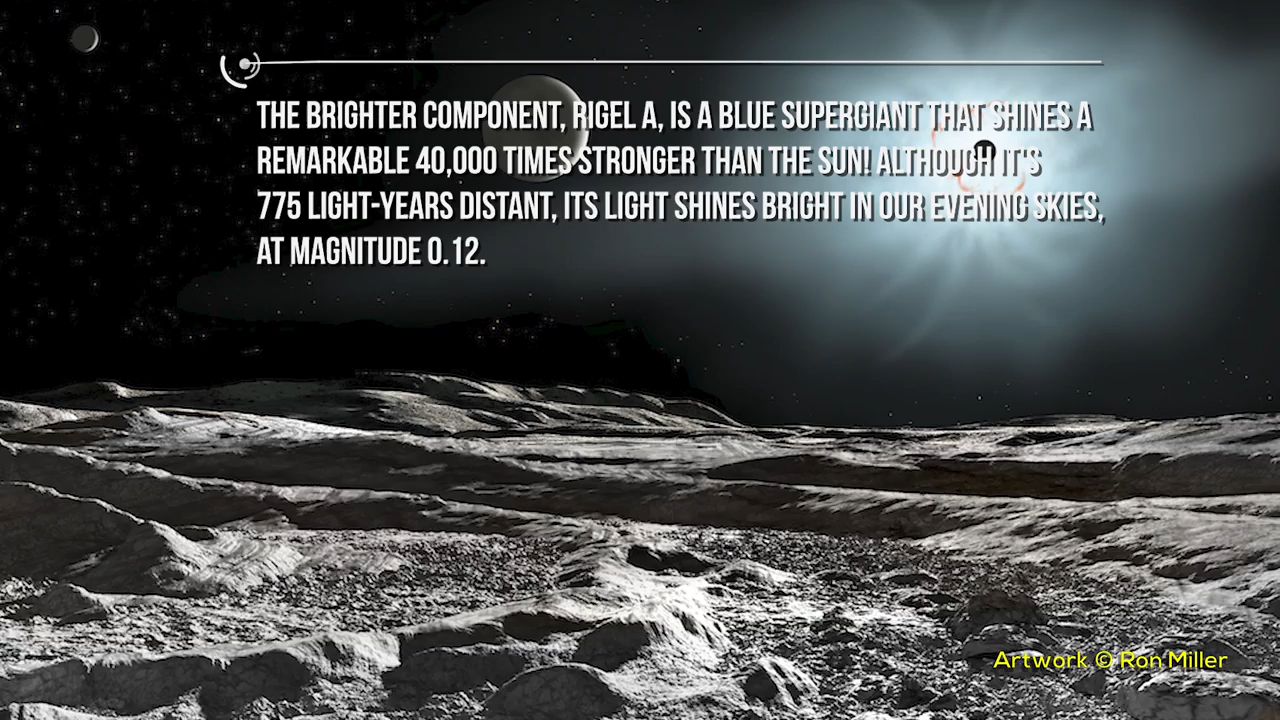 THE BRIGHTER COMPONENT, RIGEL A, IS A BLUE SUPERGIANT THAT SHINES A
REMARKABLE 40,000 TIMES STRONGER THAN THE SUN! ALTHOUGH IT'S
775 LIGHT-YEARS DISTANT, ITS LIGHT SHINES BRIGHT IN OUR EVENING SKIES,
AT MAGNITUDE 0.12.
Artwork © Ron Miller